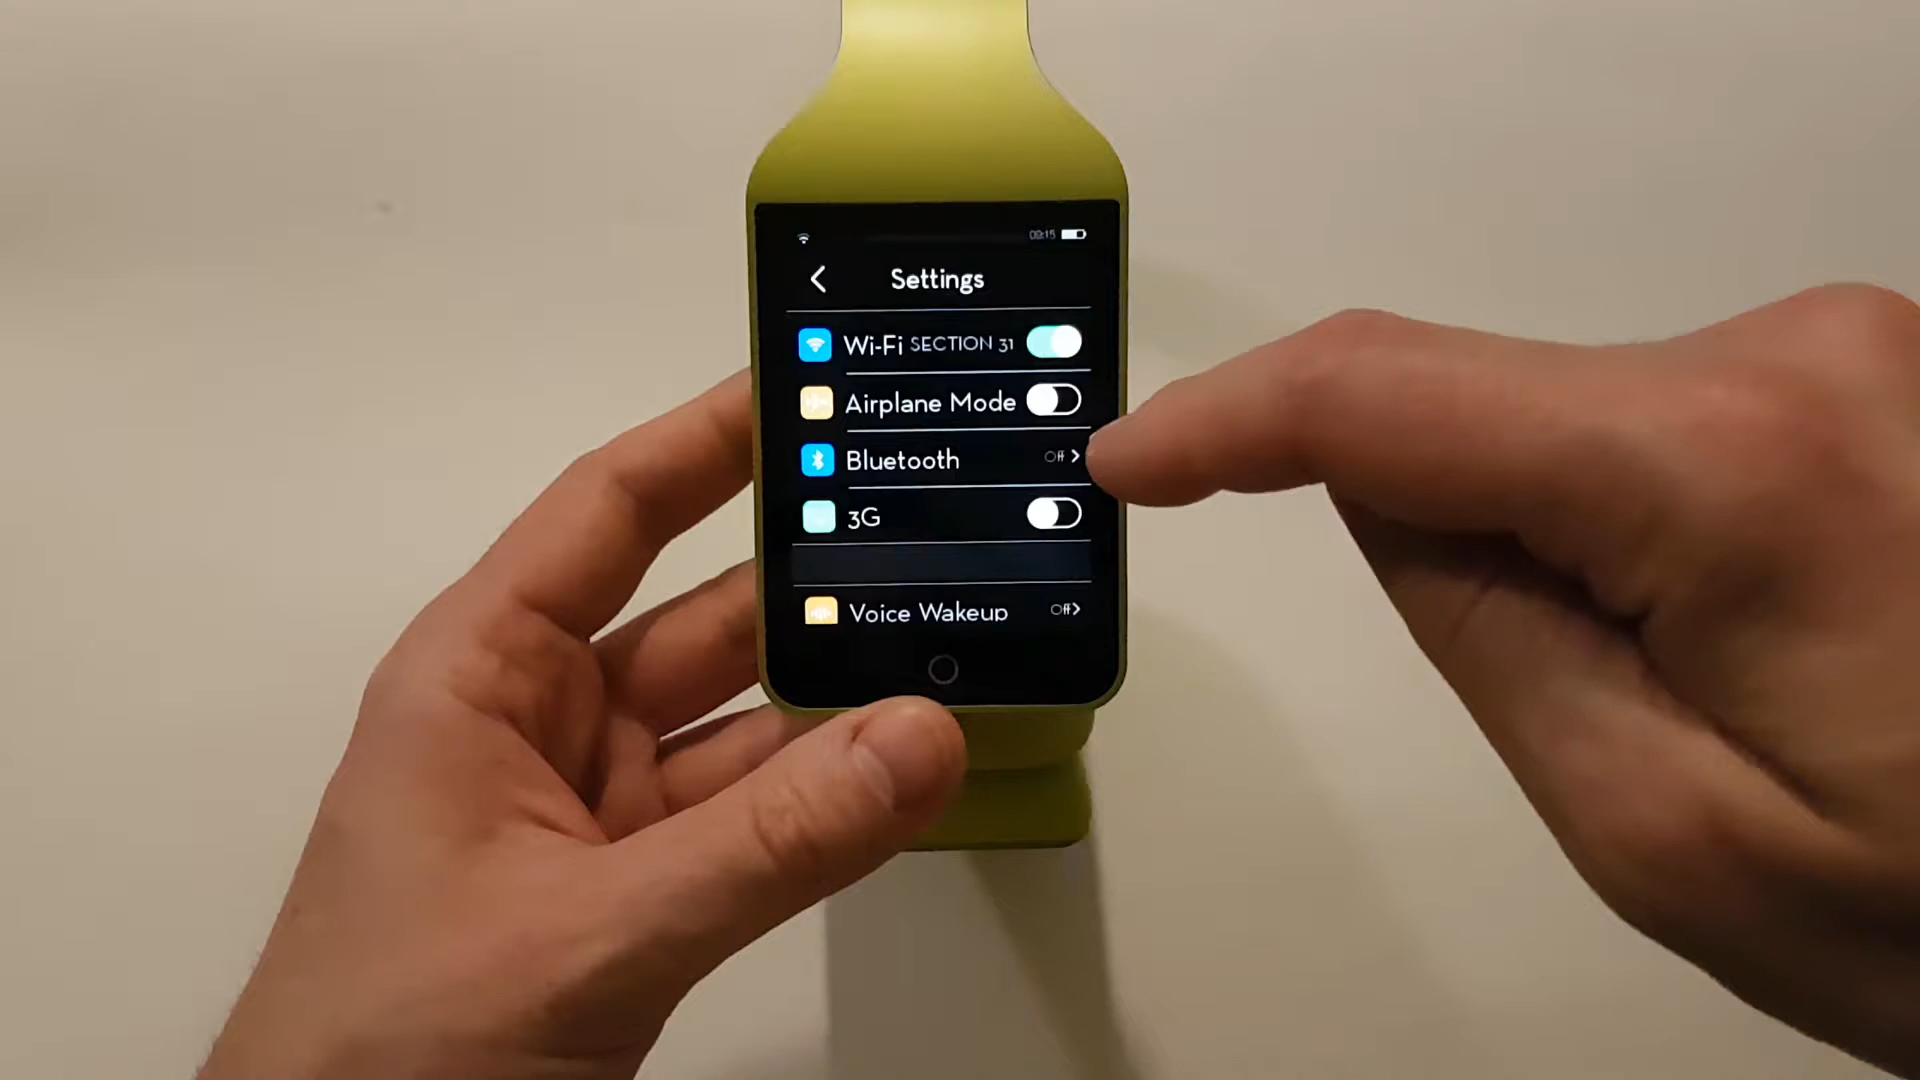 09:15
Settings
Wi-Fi SECTION 31
Airplane Mode
Bluetooth Off
3G
Voice Wakeup Off